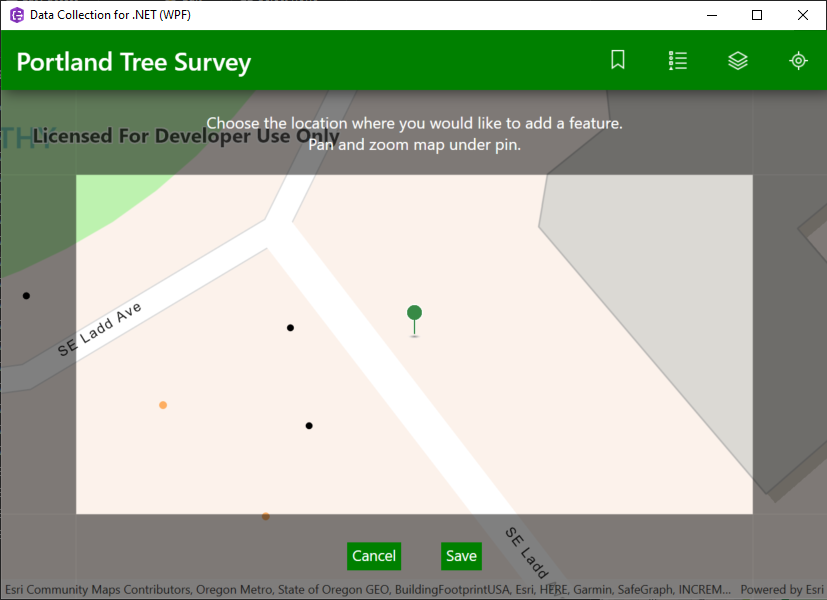 Data Collection for .NET (WPF)
Portland Tree Survey
Choose the location where you would like to add a feature.
THY
Licensed For Developer Use Only
Pan and zoom map under pin.
SE Ladd Ave
SE Ladd Av
Cancel
Save
Esri Community Maps Contributors, Oregon Metro, State of Oregon GEO, BuildingFootprintUSA, Esri, HERE, Garmin, SafeGraph, INCREM...
Powered by Esri